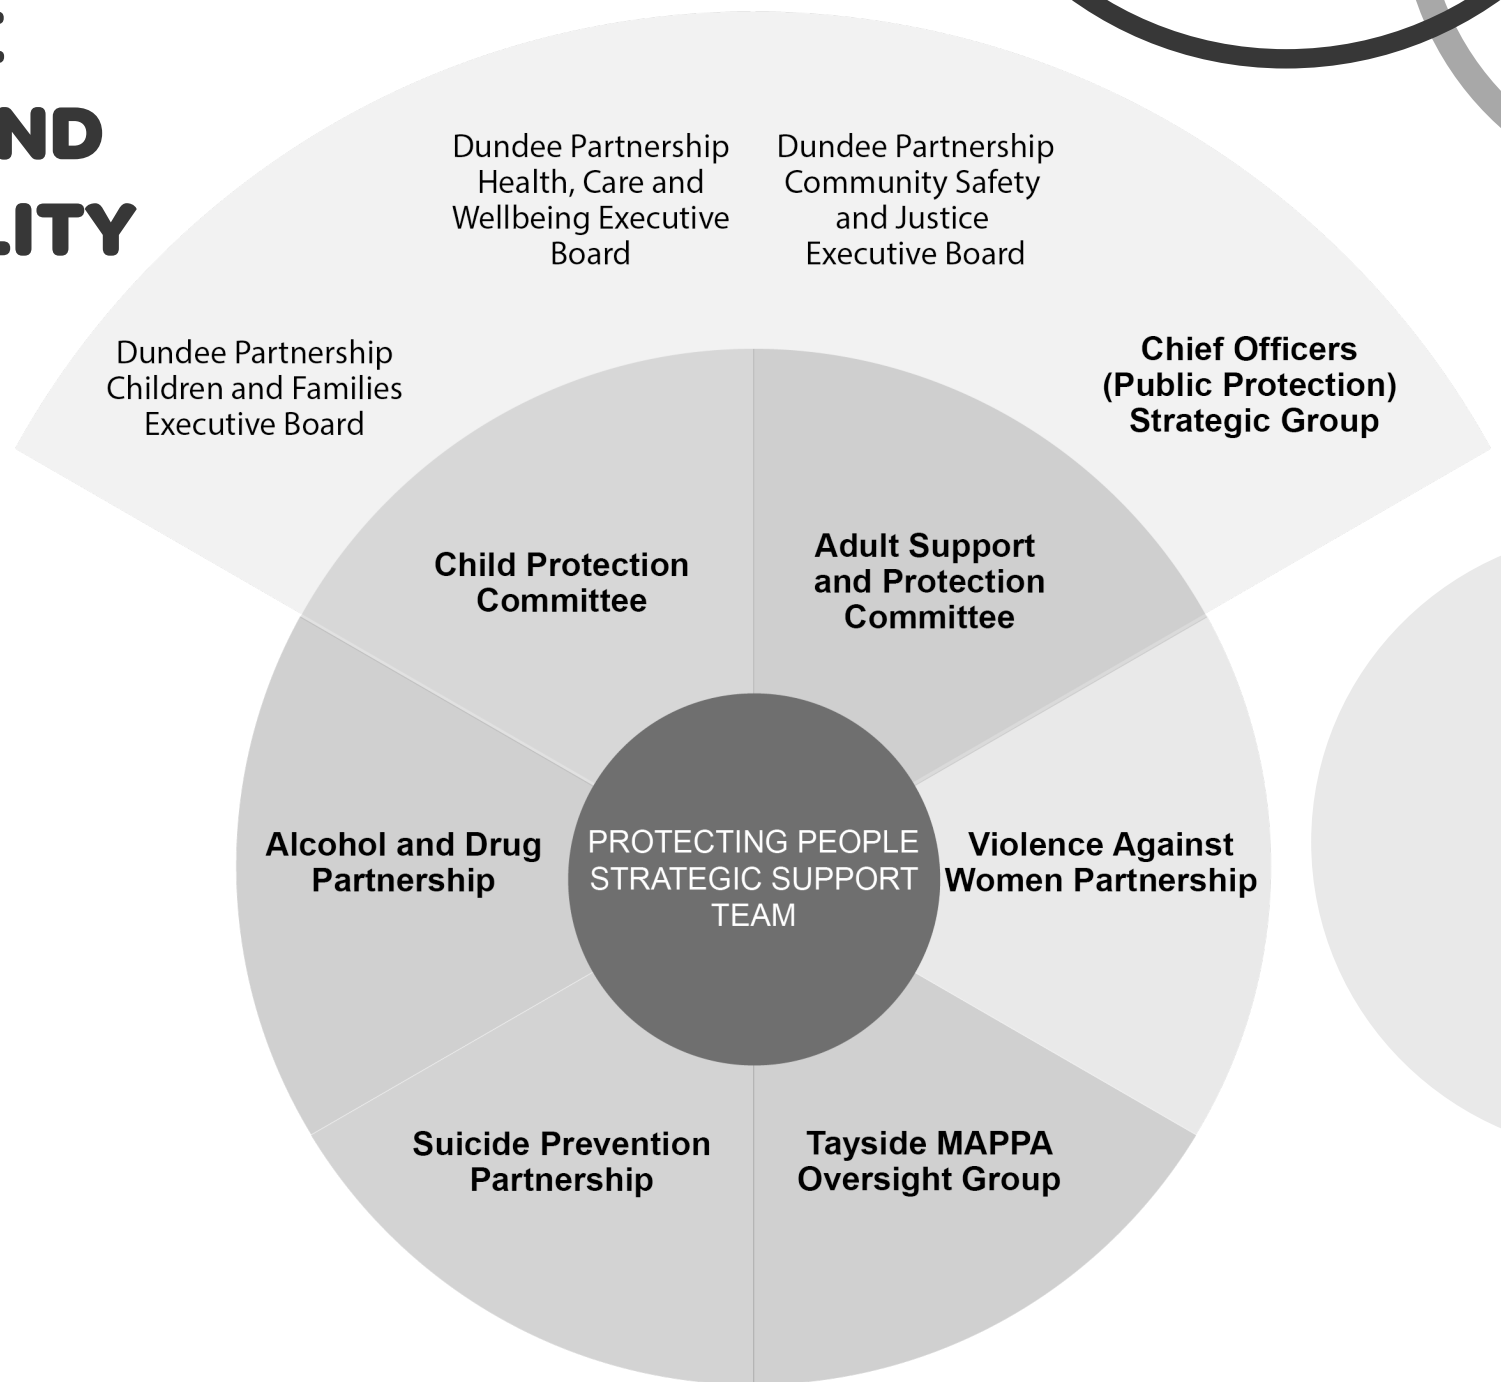 ND
LITY
Dundee Partnership
Health, Care and
Wellbeing Executive
Board
Dundee Partnership
Community Safety
and Justice
Executive Board
Dundee Partnership
Children and Families
Executive Board
Chief Officers
(Public Protection)
Strategic Group
Child Protection
Committee
Adult Support
and Protection
Committee
Alcohol and Drug
Partnership
PROTECTING PEOPLE
STRATEGIC SUPPORT
TEAM
Violence Against
Women Partnership
Suicide Prevention
Partnership
Tayside MAPPA
Oversight Group